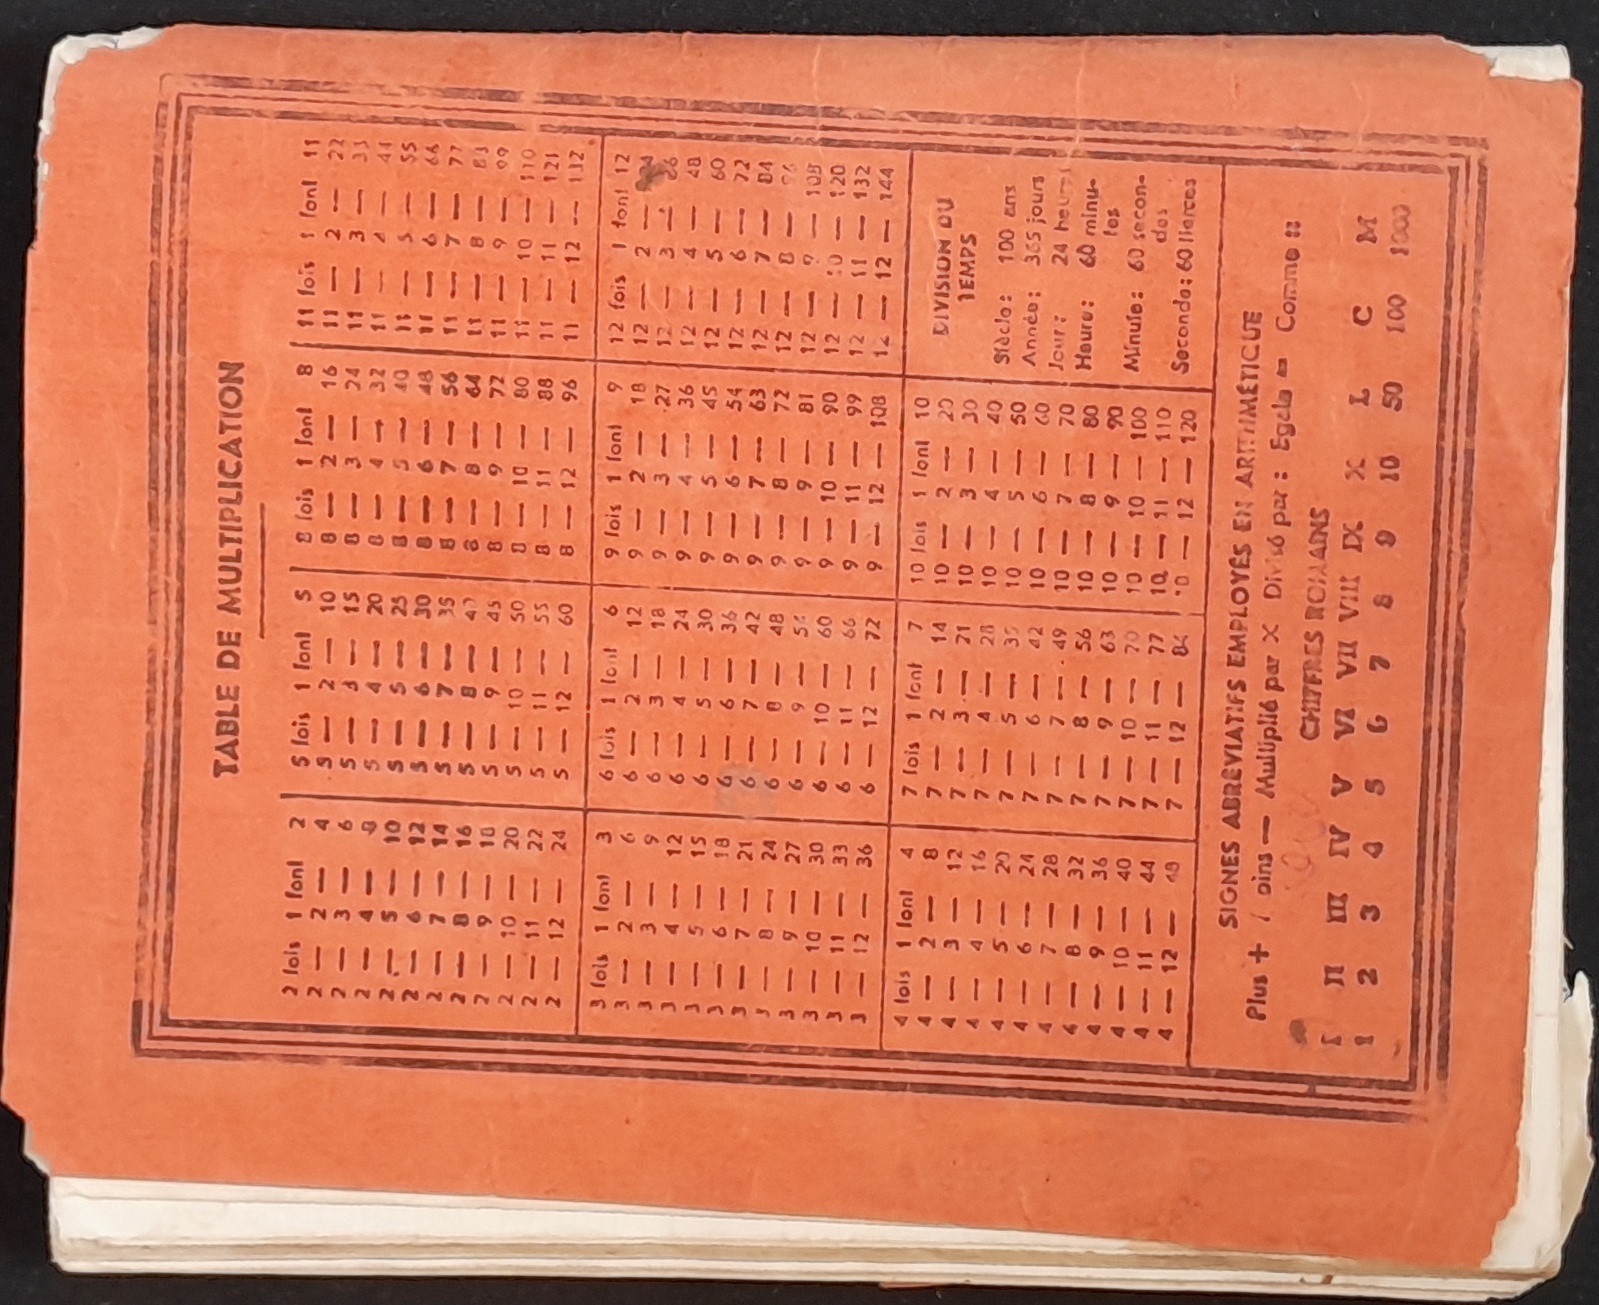 TABLE DE MULTIPLICATION
2 fois 1 font 2
2 — 2 — 4
2 — 3 — 6
2 — 4 — 8
2 — 5 — 10
2 — 6 — 12
2 — 7 — 14
2 — 8 — 16
2 — 9 — 18
2 — 10 — 20
2 — 11 — 22
2 — 12 — 24
5 fois 1 font 5
5 — 2 — 10
5 — 3 — 15
5 — 4 — 20
5 — 5 — 25
5 — 6 — 30
5 — 7 — 35
5 — 8 — 40
5 — 9 — 45
5 — 10 — 50
5 — 11 — 55
5 — 12 — 60
8 fois 1 font 8
8 — 2 — 16
8 — 3 — 24
8 — 4 — 32
8 — 5 — 40
8 — 6 — 48
8 — 7 — 56
8 — 8 — 64
8 — 9 — 72
8 — 10 — 80
8 — 11 — 88
8 — 12 — 96
11 fois 1 font 11
11 — 2 — 22
11 — 3 — 33
11 — 4 — 44
11 — 5 — 55
11 — 6 — 66
11 — 7 — 77
11 — 8 — 88
11 — 9 — 99
11 — 10 — 110
11 — 11 — 121
11 — 12 — 132
3 fois 1 font 3
3 — 2 — 6
3 — 3 — 9
3 — 4 — 12
3 — 5 — 15
3 — 6 — 18
3 — 7 — 21
3 — 8 — 24
3 — 9 — 27
3 — 10 — 30
3 — 11 — 33
3 — 12 — 36
6 fois 1 font 6
6 — 2 — 12
6 — 3 — 18
6 — 4 — 24
6 — 5 — 30
6 — 6 — 36
6 — 7 — 42
6 — 8 — 48
6 — 9 — 54
6 — 10 — 60
6 — 11 — 66
6 — 12 — 72
9 fois 1 font 9
9 — 2 — 18
9 — 3 — 27
9 — 4 — 36
9 — 5 — 45
9 — 6 — 54
9 — 7 — 63
9 — 8 — 72
9 — 9 — 81
9 — 10 — 90
9 — 11 — 99
9 — 12 — 108
12 fois 1 font 12
12 — 2 — 24
12 — 3 — 36
12 — 4 — 48
12 — 5 — 60
12 — 6 — 72
12 — 7 — 84
12 — 8 — 96
12 — 9 — 108
12 — 10 — 120
12 — 11 — 132
12 — 12 — 144
4 fois 1 font 4
4 — 2 — 8
4 — 3 — 12
4 — 4 — 16
4 — 5 — 20
4 — 6 — 24
4 — 7 — 28
4 — 8 — 32
4 — 9 — 36
4 — 10 — 40
4 — 11 — 44
4 — 12 — 48
7 fois 1 font 7
7 — 2 — 14
7 — 3 — 21
7 — 4 — 28
7 — 5 — 35
7 — 6 — 42
7 — 7 — 49
7 — 8 — 56
7 — 9 — 63
7 — 10 — 70
7 — 11 — 77
7 — 12 — 84
10 fois 1 font 10
10 — 2 — 20
10 — 3 — 30
10 — 4 — 40
10 — 5 — 50
10 — 6 — 60
10 — 7 — 70
10 — 8 — 80
10 — 9 — 90
10 — 10 — 100
10 — 11 — 110
10 — 12 — 120
DIVISION DU
TEMPS
Siècle: 100 ans
Année: 365 jours
Jour: 24 heures
Heure: 60 minu-
tes
Minute: 60 secon-
des
Seconde: 60 tierces
SIGNES ABRÉVIATIFS EMPLOYÉS EN ARITHMÉTIQUE
Plus + Moins — Multiplié par × Divisé par : Egale = Comme ::
CHIFFRES ROMAINS
I II III IV V VI VII VIII IX X L C M
1 2 3 4 5 6 7 8 9 10 50 100 1000